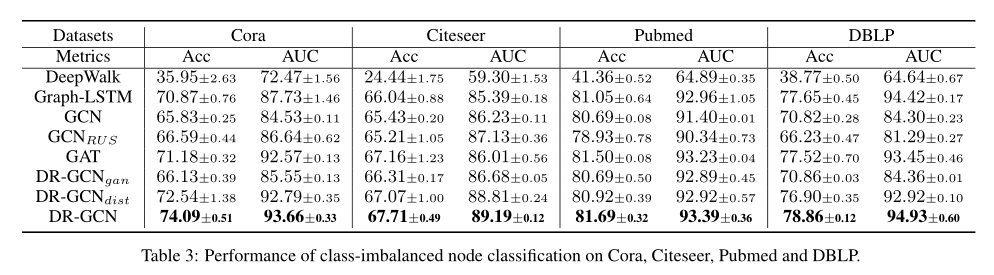 Datasets Cora Citeseer Pubmed DBLP
Metrics Acc AUC Acc AUC Acc AUC Acc AUC
DeepWalk 35.95±2.63 72.47±1.56 24.44±1.75 59.30±1.53 41.36±0.52 64.89±0.35 38.77±0.50 64.64±0.67
Graph-LSTM 70.87±0.76 87.73±1.46 66.04±0.88 85.39±0.18 81.05±0.64 92.96±1.05 77.65±0.45 94.42±0.17
GCN 65.83±0.25 84.53±0.11 65.43±0.20 86.23±0.11 80.69±0.08 91.40±0.01 70.82±0.28 84.30±0.23
GCN_RUS 66.59±0.44 86.64±0.62 65.21±1.05 87.13±0.36 78.93±0.78 90.34±0.73 66.23±0.47 81.29±0.27
GAT 71.18±0.32 92.57±0.13 67.16±1.23 86.01±0.56 81.50±0.08 93.23±0.04 77.52±0.70 93.45±0.46
DR-GCN_gan 66.13±0.39 85.55±0.13 66.31±0.17 86.68±0.05 80.69±0.50 92.89±0.45 70.86±0.03 84.36±0.01
DR-GCN_dist 72.54±1.38 92.79±0.35 67.07±1.00 88.81±0.24 80.92±0.39 92.92±0.57 76.90±0.35 92.92±0.10
DR-GCN 74.09±0.51 93.66±0.33 67.71±0.49 89.19±0.12 81.69±0.32 93.39±0.36 78.86±0.12 94.93±0.60
Table 3: Performance of class-imbalanced node classification on Cora, Citeseer, Pubmed and DBLP.